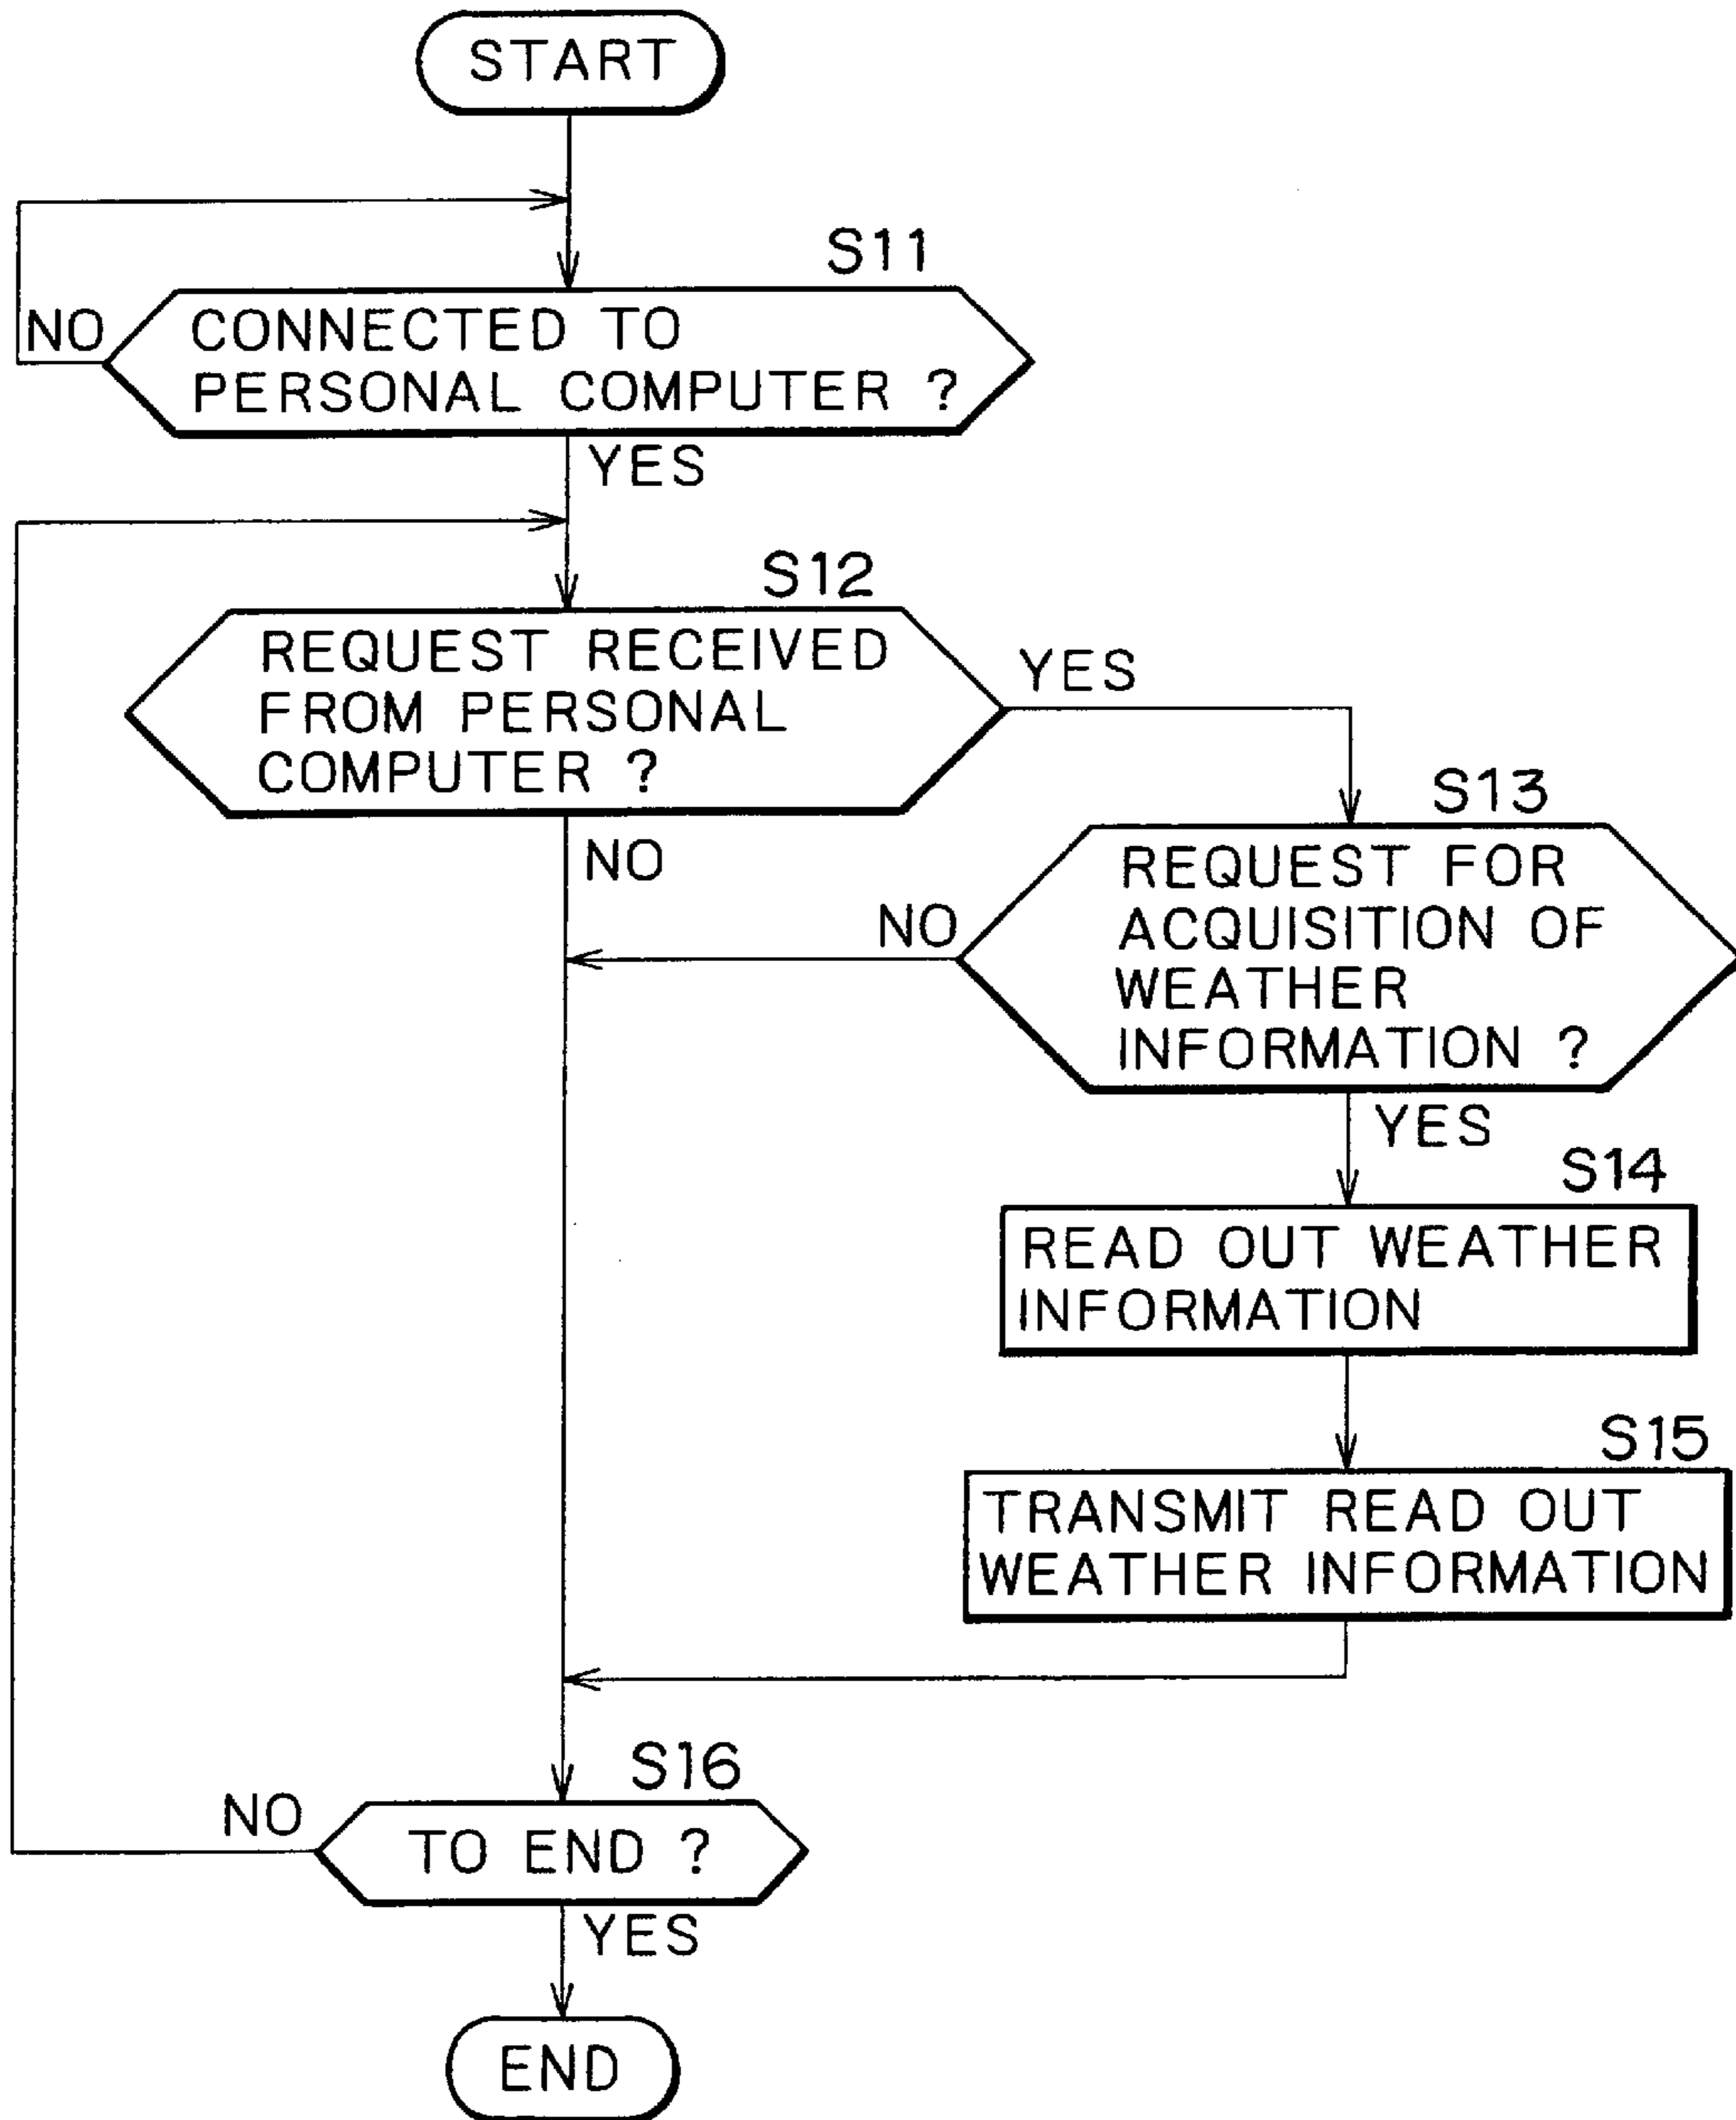 START
S11
NO
CONNECTED TO
PERSONAL COMPUTER ?
YES
S12
REQUEST RECEIVED
FROM PERSONAL
COMPUTER ?
YES
NO
S13
REQUEST FOR
ACQUISITION OF
WEATHER
INFORMATION ?
NO
YES
S14
READ OUT WEATHER
INFORMATION
S15
TRANSMIT READ OUT
WEATHER INFORMATION
S16
NO
TO END ?
YES
END